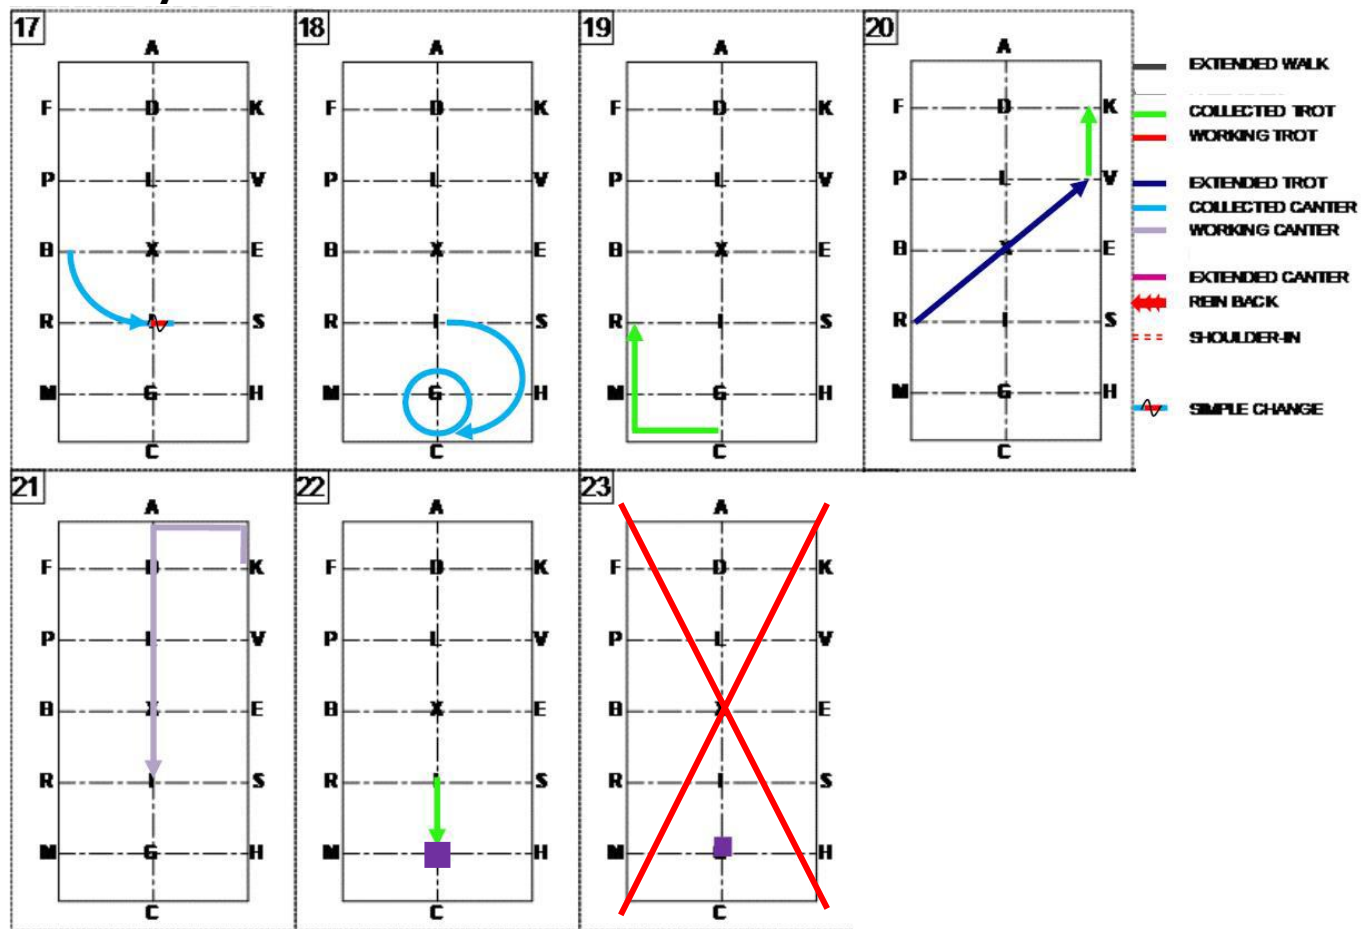 17 18 19 20
A A A A
F D K F D K F D K F D K
P L V P L V P L V P L V
B X E B X E B X E B X E
R S R I S R I S R I S
M G H M G H M G H M G H
C C C C
EXTENDED WALK
COLLECTED TROT
WORKING TROT
EXTENDED TROT
COLLECTED CANTER
WORKING CANTER
EXTENDED CANTER
REIN BACK
SHOULDER-IN
SIMPLE CHANGE
21 22 23
A A A
F D K F D K F D K
P L V P L V P L V
B X E B X E B X E
R I S R I S R I S
M G H M H M H
C C C